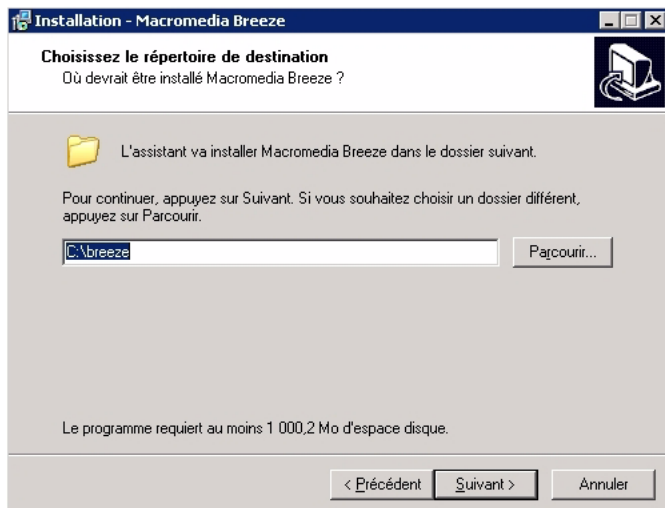 Installation - Macromedia Breeze
Choisissez le répertoire de destination
Où devrait être installé Macromedia Breeze ?
L'assistant va installer Macromedia Breeze dans le dossier suivant.
Pour continuer, appuyez sur Suivant. Si vous souhaitez choisir un dossier différent,
appuyez sur Parcourir.
C:\breeze
Parcourir...
Le programme requiert au moins 1 000,2 Mo d'espace disque.
< Précédent
Suivant >
Annuler